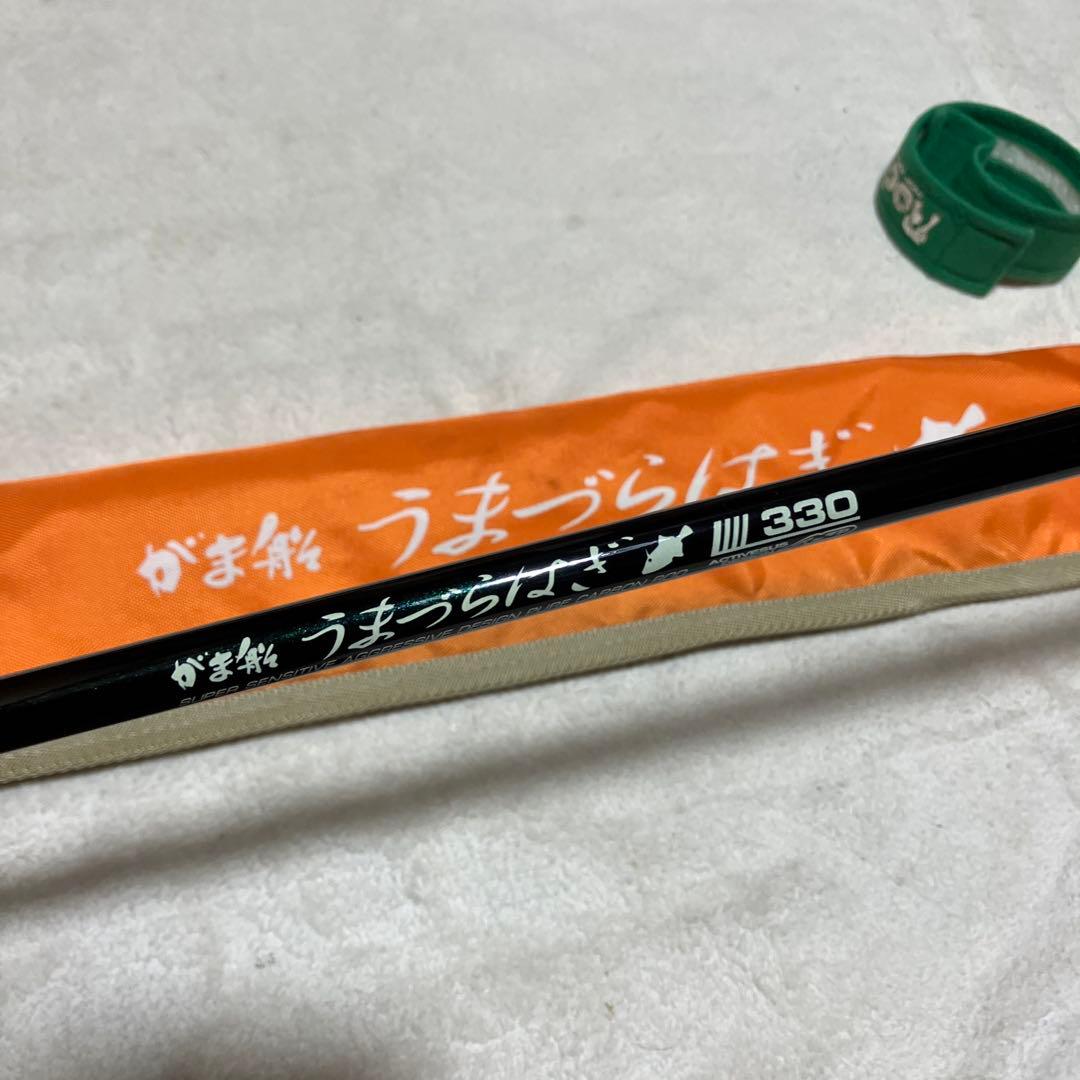 がま船 うまづらはぎ
がま船 うまづらはぎ 330
SUPER SENSITIVE AGGRESSIVE DESIGN PURE CARBON ROD
ACTIVESUS